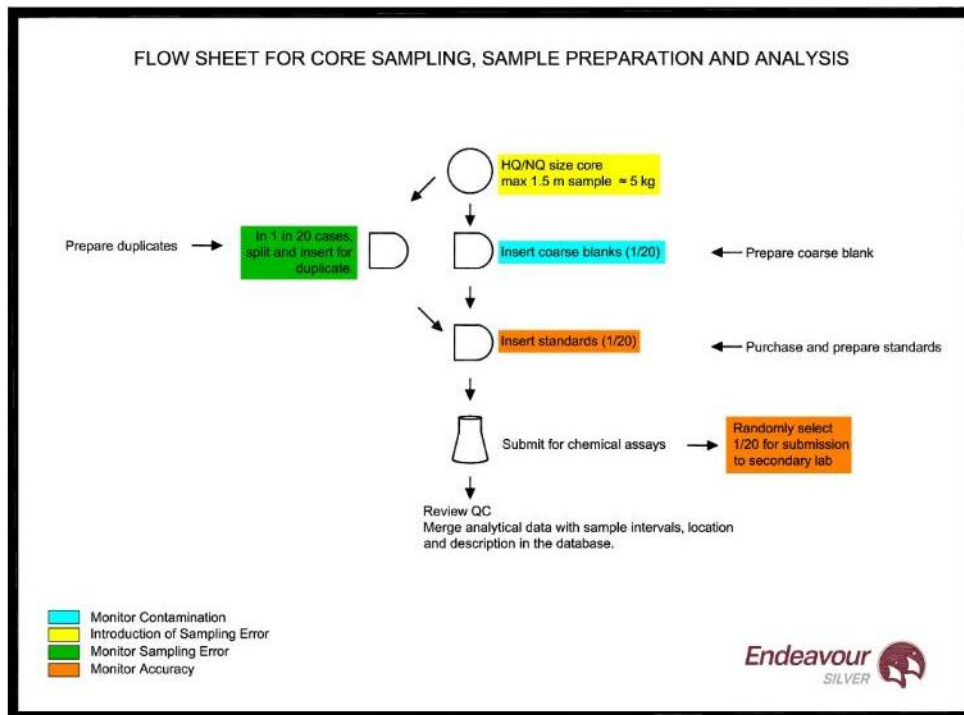 FLOW SHEET FOR CORE SAMPLING, SAMPLE PREPARATION AND ANALYSIS
HQ/NQ size core
max 1.5 m sample ≈ 5 kg
Prepare duplicates
In 1 in 20 cases,
split and insert for
duplicate.
Insert coarse blanks (1/20)
Prepare coarse blank
Insert standards (1/20)
Purchase and prepare standards
Submit for chemical assays
Randomly select
1/20 for submission
to secondary lab
Review QC
Merge analytical data with sample intervals, location
and description in the database.
Monitor Contamination
Introduction of Sampling Error
Monitor Sampling Error
Monitor Accuracy
Endeavour
SILVER